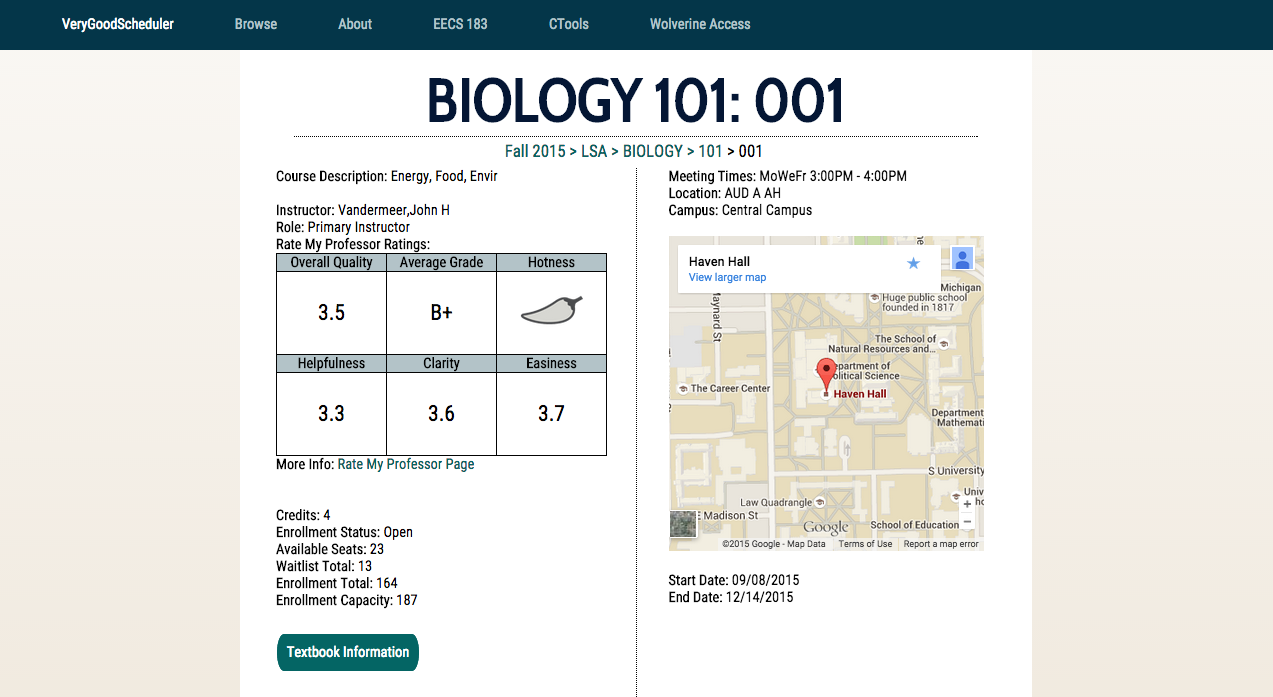 VeryGoodScheduler Browse About EECS 183 CTools Wolverine Access
BIOLOGY 101: 001
Fall 2015 > LSA > BIOLOGY > 101 > 001
Course Description: Energy, Food, Envir
Instructor: Vandermeer,John H
Role: Primary Instructor
Rate My Professor Ratings:
Overall Quality Average Grade Hotness
3.5 B+
Helpfulness Clarity Easiness
3.3 3.6 3.7
More Info: Rate My Professor Page
Credits: 4
Enrollment Status: Open
Available Seats: 23
Waitlist Total: 13
Enrollment Total: 164
Enrollment Capacity: 187
Textbook Information
Meeting Times: MoWeFr 3:00PM - 4:00PM
Location: AUD A AH
Campus: Central Campus
Haven Hall
View larger map
Michigan
Huge public school
founded in 1817
aynard St
The School of
Natural Resources and...
epartment of
olitical Science
The Career Center
Haven Hall
Department
Mathemati
S University
Law Quadrangle
Univ
E Madison St
School of Education
Google
+
−
©2015 Google - Map Data Terms of Use Report a map error
Start Date: 09/08/2015
End Date: 12/14/2015